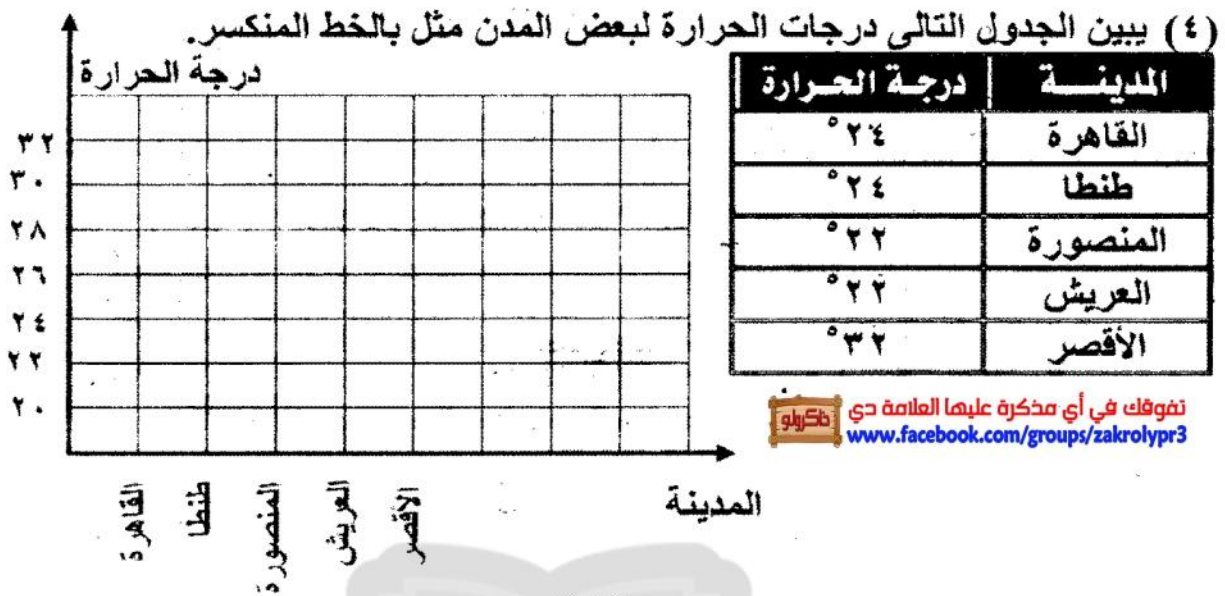 (٤) يبين الجدول التالى درجات الحرارة لبعض المدن مثل بالخط المنكسر.
المدينة درجة الحرارة
القاهرة ٢٤°
طنطا ٢٤°
المنصورة ٢٢°
العريش ٢٢°
الأقصر ٣٢°
درجة الحرارة
٣٢
٣٠
٢٨
٢٦
٢٤
٢٢
٢٠
القاهرة
طنطا
المنصورة
العريش
الأقصر
المدينة
تفوقك في أي مذكرة عليها العلامة دي
ذاكرولو
www.facebook.com/groups/zakrolypr3